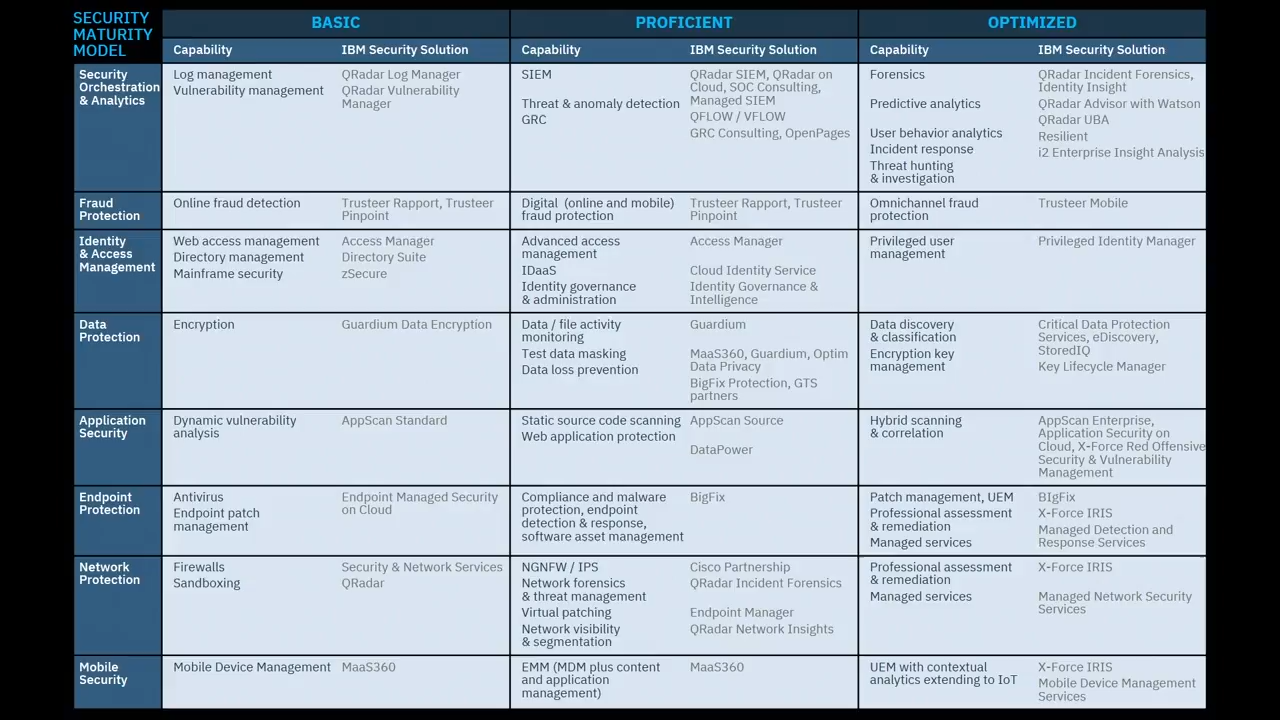 SECURITY
MATURITY
MODEL
BASIC
PROFICIENT
OPTIMIZED
Capability
IBM Security Solution
Capability
IBM Security Solution
Capability
IBM Security Solution
Security
Orchestration
& Analytics
Log management
Vulnerability management
QRadar Log Manager
QRadar Vulnerability
Manager
SIEM
Threat & anomaly detection
GRC
QRadar SIEM, QRadar on
Cloud, SOC Consulting,
Managed SIEM
QFLOW / VFLOW
GRC Consulting, OpenPages
Forensics
Predictive analytics
User behavior analytics
Incident response
Threat hunting
& investigation
QRadar Incident Forensics,
Identity Insight
QRadar Advisor with Watson
QRadar UBA
Resilient
i2 Enterprise Insight Analysis
Fraud
Protection
Online fraud detection
Trusteer Rapport, Trusteer
Pinpoint
Digital (online and mobile)
fraud protection
Trusteer Rapport, Trusteer
Pinpoint
Omnichannel fraud
protection
Trusteer Mobile
Identity
& Access
Management
Web access management
Directory management
Mainframe security
Access Manager
Directory Suite
zSecure
Advanced access
management
IDaaS
Identity governance
& administration
Access Manager
Cloud Identity Service
Identity Governance &
Intelligence
Privileged user
management
Privileged Identity Manager
Data
Protection
Encryption
Guardium Data Encryption
Data / file activity
monitoring
Test data masking
Data loss prevention
Guardium
MaaS360, Guardium, Optim
Data Privacy
BigFix Protection, GTS
partners
Data discovery
& classification
Encryption key
management
Critical Data Protection
Services, eDiscovery,
StoredIQ
Key Lifecycle Manager
Application
Security
Dynamic vulnerability
analysis
AppScan Standard
Static source code scanning
Web application protection
AppScan Source
DataPower
Hybrid scanning
& correlation
AppScan Enterprise,
Application Security on
Cloud, X-Force Red Offensive
Security & Vulnerability
Management
Endpoint
Protection
Antivirus
Endpoint patch
management
Endpoint Managed Security
on Cloud
Compliance and malware
protection, endpoint
detection & response,
software asset management
BigFix
Patch management, UEM
Professional assessment
& remediation
Managed services
BIgFix
X-Force IRIS
Managed Detection and
Response Services
Network
Protection
Firewalls
Sandboxing
Security & Network Services
QRadar
NGNFW / IPS
Network forensics
& threat management
Virtual patching
Network visibility
& segmentation
Cisco Partnership
QRadar Incident Forensics
Endpoint Manager
QRadar Network Insights
Professional assessment
& remediation
Managed services
X-Force IRIS
Managed Network Security
Services
Mobile
Security
Mobile Device Management
MaaS360
EMM (MDM plus content
and application
management)
MaaS360
UEM with contextual
analytics extending to IoT
X-Force IRIS
Mobile Device Management
Services